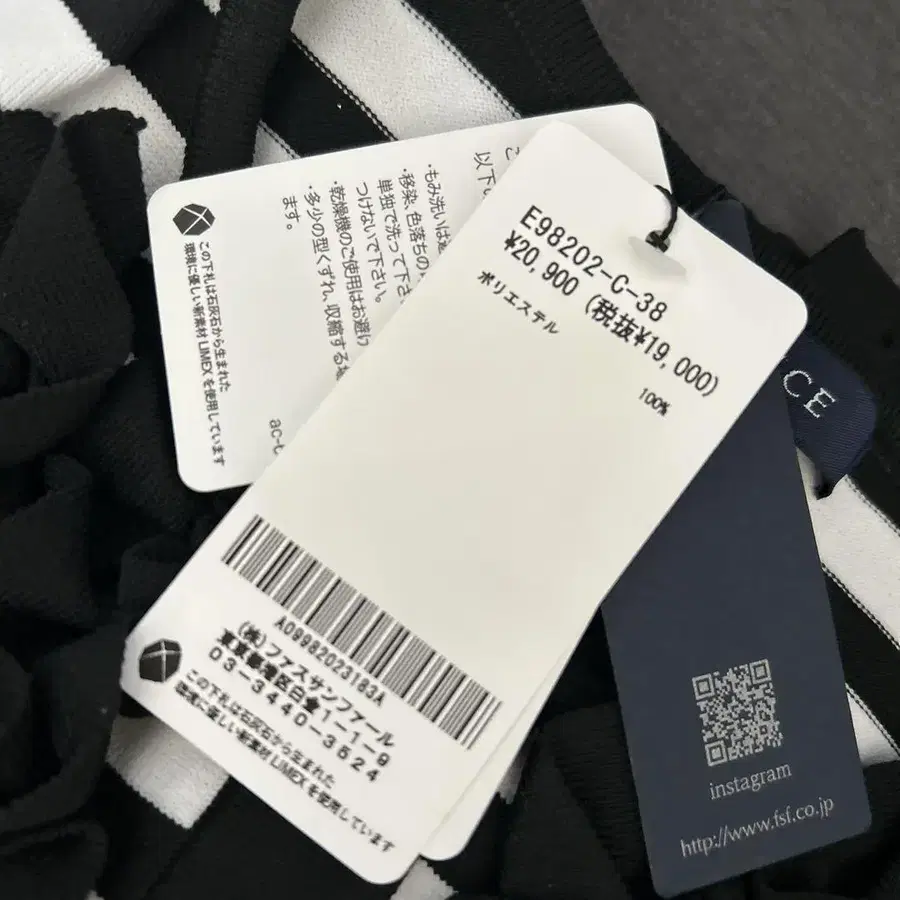 E98202-C-38
¥20,900 (税抜¥19,000)
ポリエステル
100%
A09982023183A
(株)ファスサンファール
東京都港区白金1-1-9
03-3440-3524
この下札は石灰石から生まれた
環境に優しい新素材 LIMEX を使用しています
こ
以下
・もみ洗いは
・移染、色落ちの
単独で洗って下さ
つけないで下さい。
・乾燥機のご使用はお避け
・多少の型くずれ、収縮する場
ます。
この下札は石灰石から生まれた
環境に優しい新素材 LIMEX を使用しています
ac-
CE
instagram
http://www.fsf.co.jp